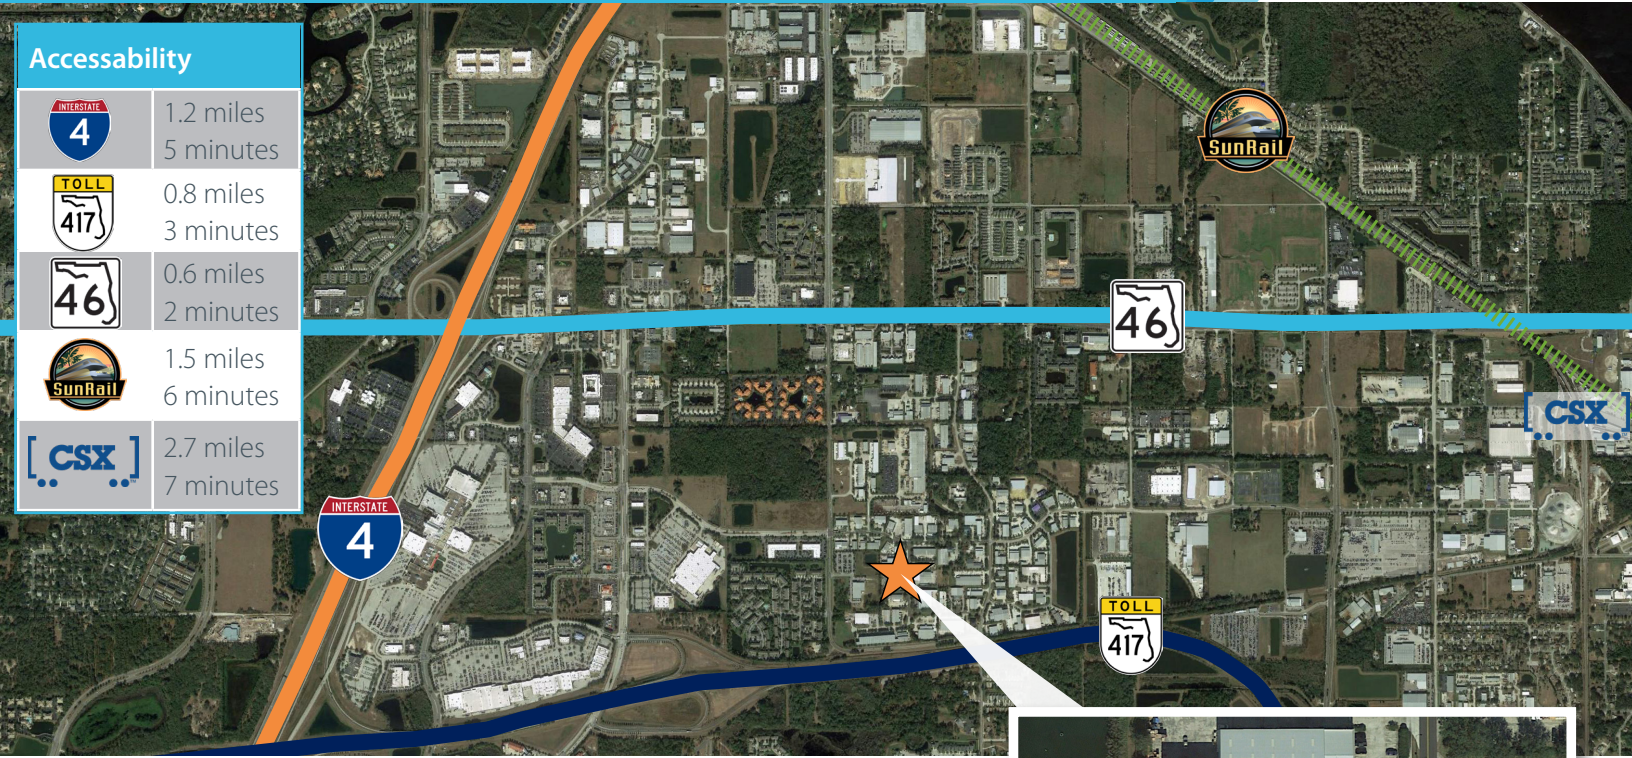 Accessability
INTERSTATE
4
1.2 miles
5 minutes
TOLL
417
0.8 miles
3 minutes
46
0.6 miles
2 minutes
SunRail
1.5 miles
6 minutes
CSX
2.7 miles
7 minutes
SunRail
46
CSX
INTERSTATE
4
TOLL
417